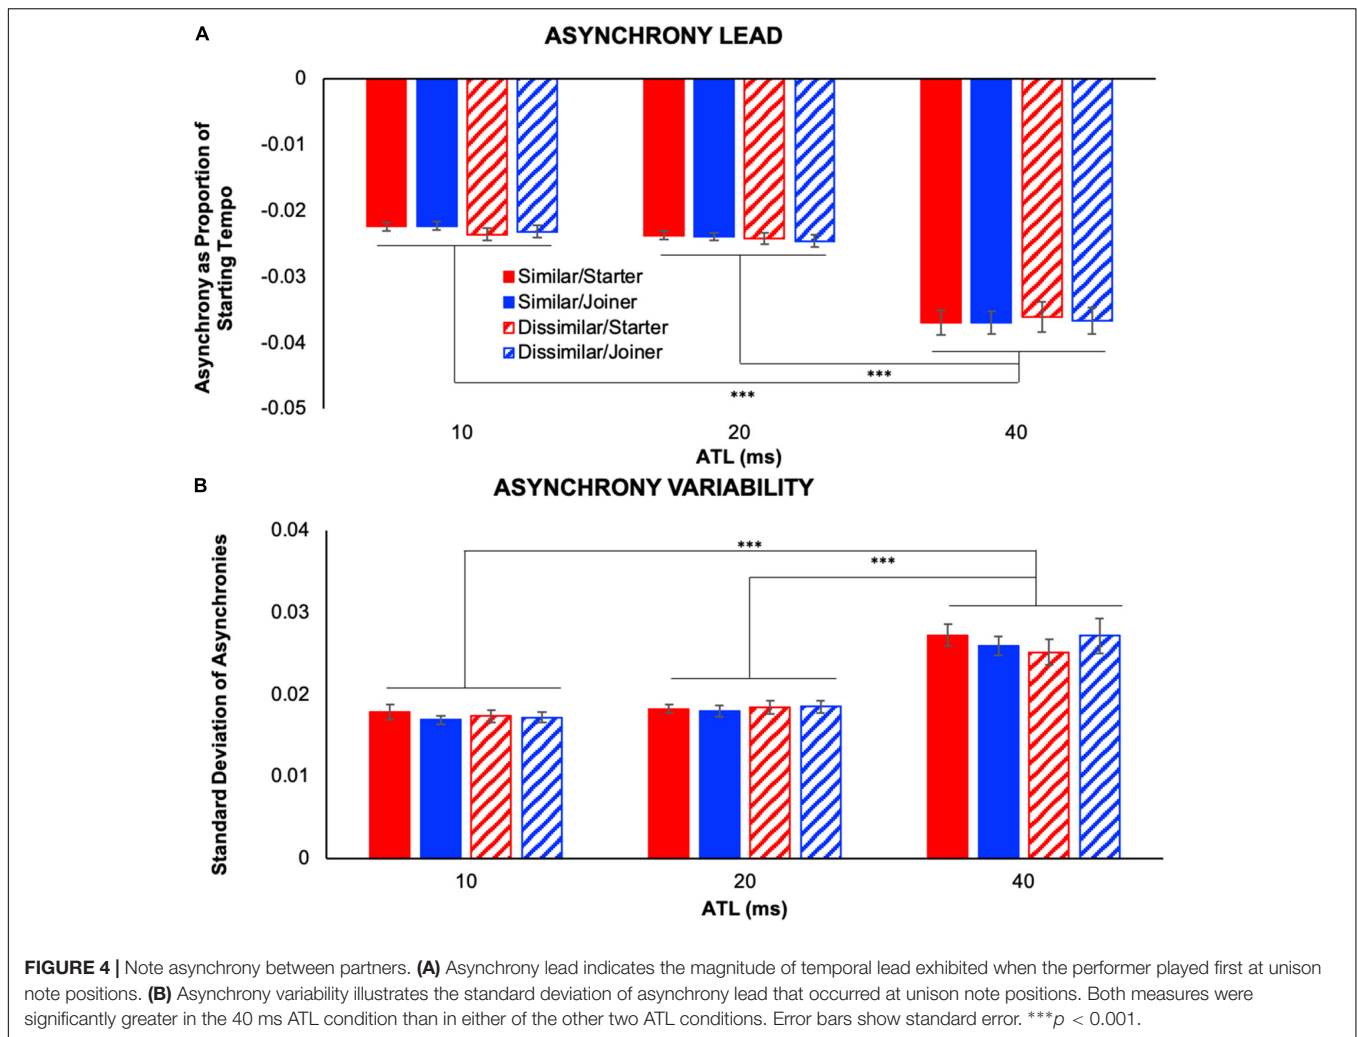 A
ASYNCHRONY LEAD
Asynchrony as Proportion of
Starting Tempo
0
-0.01
-0.02
-0.03
-0.04
-0.05
Similar/Starter
Similar/Joiner
Dissimilar/Starter
Dissimilar/Joiner
***
***
10
20
40
ATL (ms)
B
ASYNCHRONY VARIABILITY
Standard Deviation of Asynchronies
0.04
0.03
0.02
0.01
0
***
***
10
20
40
ATL (ms)
FIGURE 4 | Note asynchrony between partners. (A) Asynchrony lead indicates the magnitude of temporal lead exhibited when the performer played first at unison
note positions. (B) Asynchrony variability illustrates the standard deviation of asynchrony lead that occurred at unison note positions. Both measures were
significantly greater in the 40 ms ATL condition than in either of the other two ATL conditions. Error bars show standard error. ***p < 0.001.